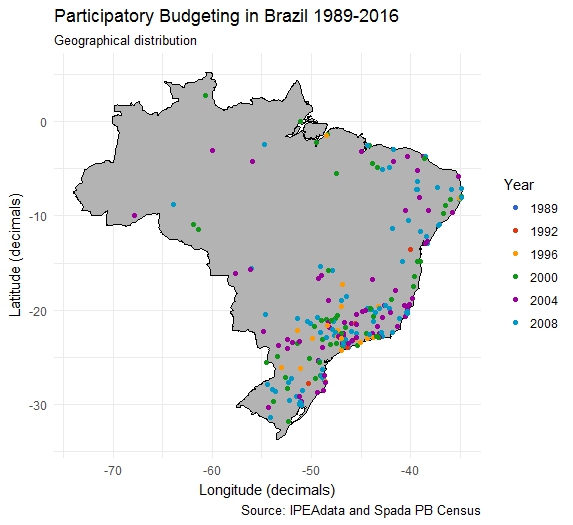 Participatory Budgeting in Brazil 1989-2016
Geographical distribution
0
-10
-20
-30
Latitude (decimals)
-70 -60 -50 -40
Longitude (decimals)
Year
1989
1992
1996
2000
2004
2008
Source: IPEAdata and Spada PB Census